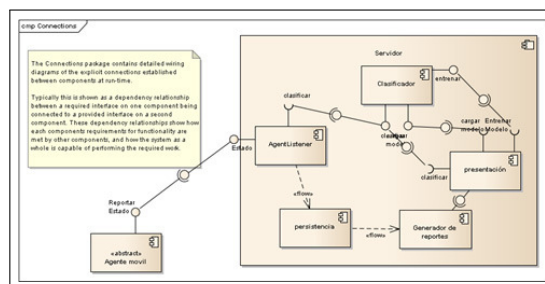 cmp Connections
The Connections package contains detailed wiring
diagrams of the explicit connections established
between components at run-time.
Typically this is shown as a dependency relationship
between a required interface on one component being
connected to a provided interface on a second
component. These dependency relationships show how
each components requirements for functionality are
met by other components, and how the system as a
whole is capable of performing the required work.
Servidor
Clasificador
entrenar
clasificar
cargar
modelo
Entrenar
Modelo
Estado
AgentListener
clasificar
presentación
Reportar
Estado
«flow»
persistencia
«flow»
Generador de
reportes
«abstract»
Agente movil